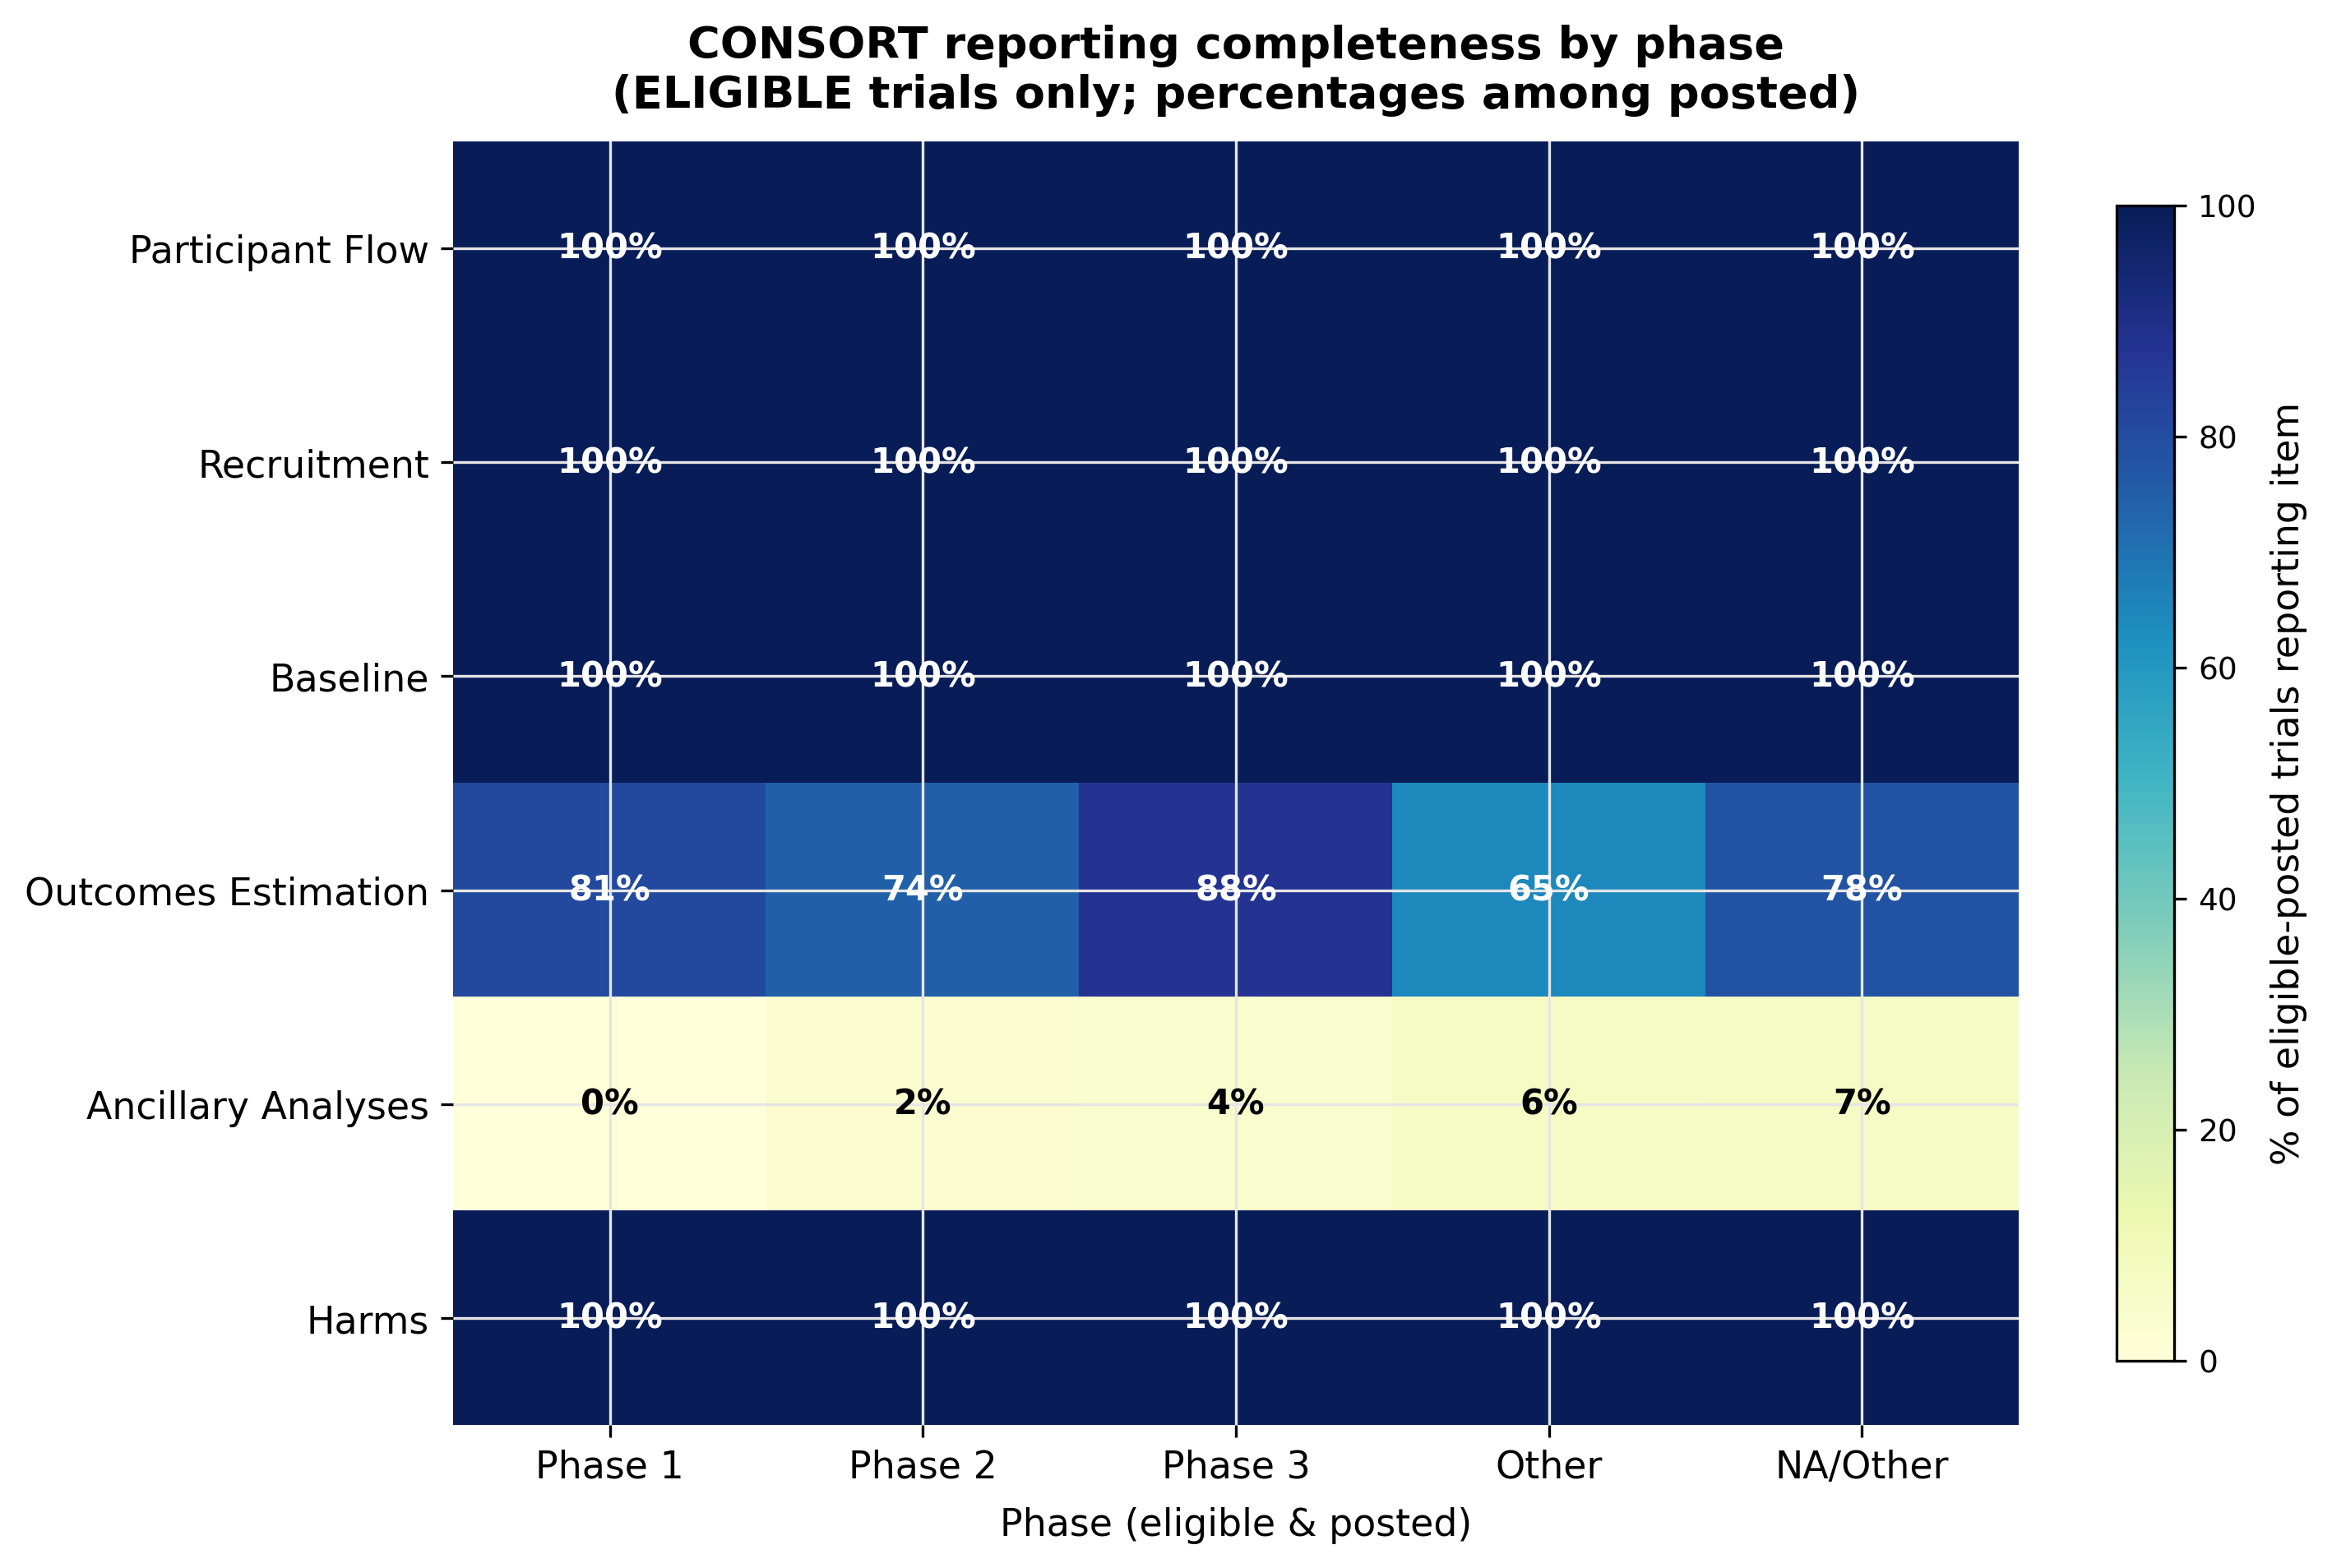 CONSORT reporting completeness by phase
(ELIGIBLE trials only; percentages among posted)
Participant Flow 100% 100% 100% 100% 100%
Recruitment 100% 100% 100% 100% 100%
Baseline 100% 100% 100% 100% 100%
Outcomes Estimation 81% 74% 88% 65% 78%
Ancillary Analyses 0% 2% 4% 6% 7%
Harms 100% 100% 100% 100% 100%
Phase 1 Phase 2 Phase 3 Other NA/Other
Phase (eligible & posted)
100
80
60
40
20
0
% of eligible-posted trials reporting item